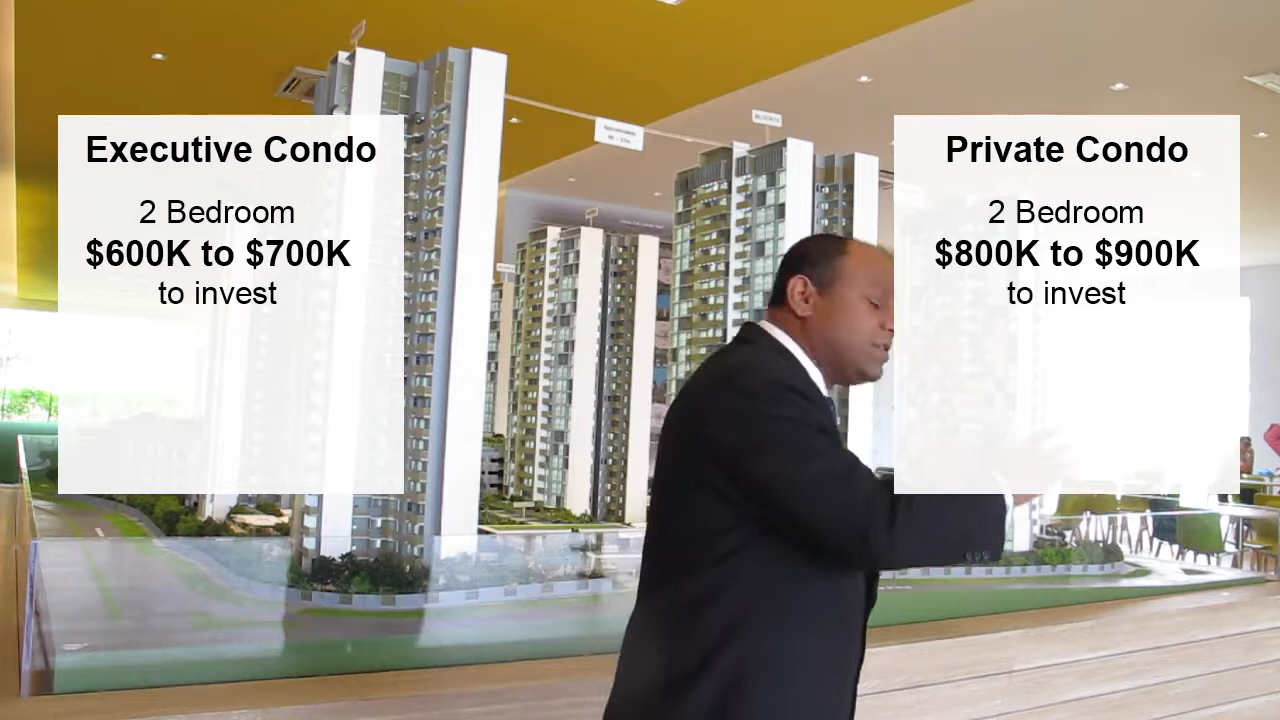 Executive Condo
2 Bedroom
$600K to $700K
to invest
Private Condo
2 Bedroom
$800K to $900K
to invest